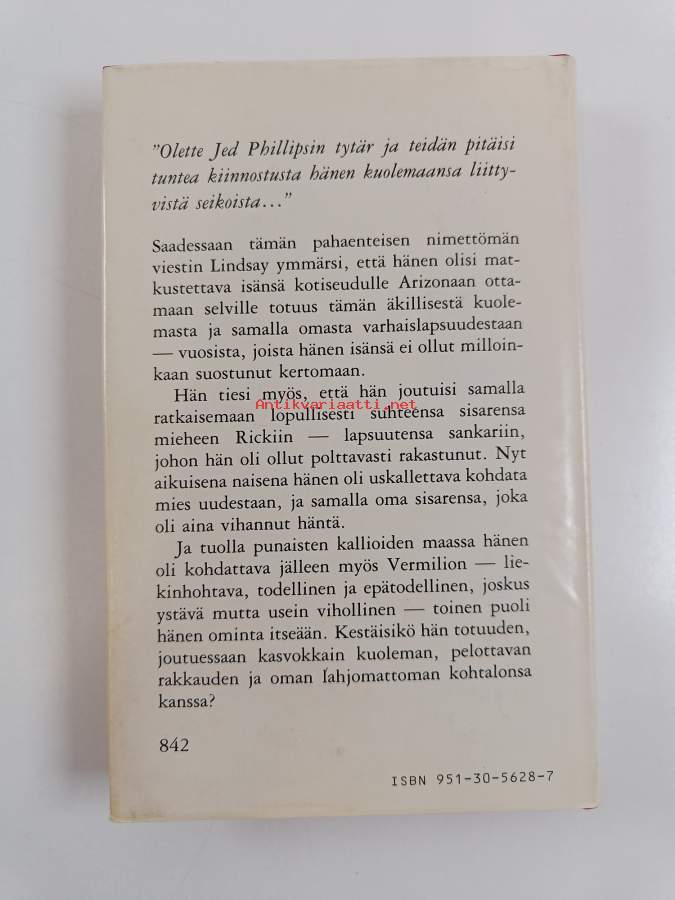 ”Olette Jed Phillipsin tytär ja teidän pitäisi
tuntea kiinnostusta hänen kuolemaansa liitty-
vistä seikoista...”
Saadessaan tämän pahaenteisen nimettömän
viestin Lindsay ymmärsi, että hänen olisi mat-
kustettava isänsä kotiseudulle Arizonaan otta-
maan selville totuus tämän äkillisestä kuole-
masta ja samalla omasta varhaislapsuudestaan
— vuosista, joista hänen isänsä ei ollut milloin-
kaan suostunut kertomaan.
Hän tiesi myös, että hän joutuisi samalla
Antikvariaatti.net
ratkaisemaan lopullisesti suhteensa sisarensa
mieheen Rickiin — lapsuutensa sankariin,
johon hän oli ollut polttavasti rakastunut. Nyt
aikuisena naisena hänen oli uskallettava kohdata
mies uudestaan, ja samalla oma sisarensa, joka
oli aina vihannut häntä.
Ja tuolla punaisten kallioiden maassa hänen
oli kohdattava jälleen myös Vermilion — lie-
kinhohtava, todellinen ja epätodellinen, joskus
ystävä mutta usein vihollinen — toinen puoli
hänen ominta itseään. Kestäisikö hän totuuden,
joutuessaan kasvokkain kuoleman, pelottavan
rakkauden ja oman lahjomattoman kohtalonsa
kanssa?
842
ISBN 951-30-5628-7